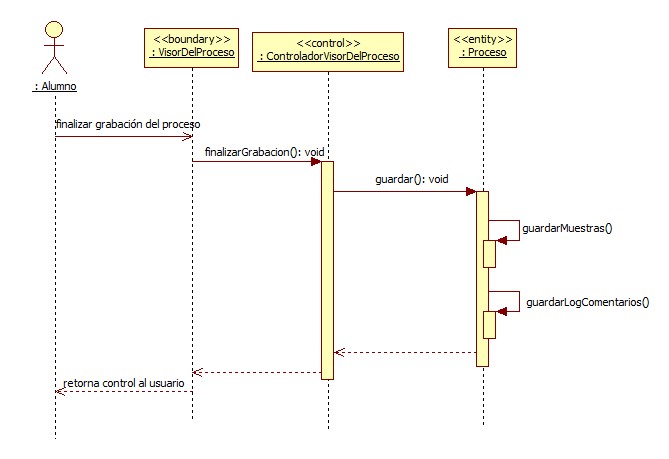 <<boundary>>
: VisorDelProceso
<<control>>
: ControladorVisorDelProceso
<<entity>>
: Proceso
: Alumno
finalizar grabación del proceso
finalizarGrabacion(): void
guardar(): void
guardarMuestras()
guardarLogComentarios()
retorna control al usuario